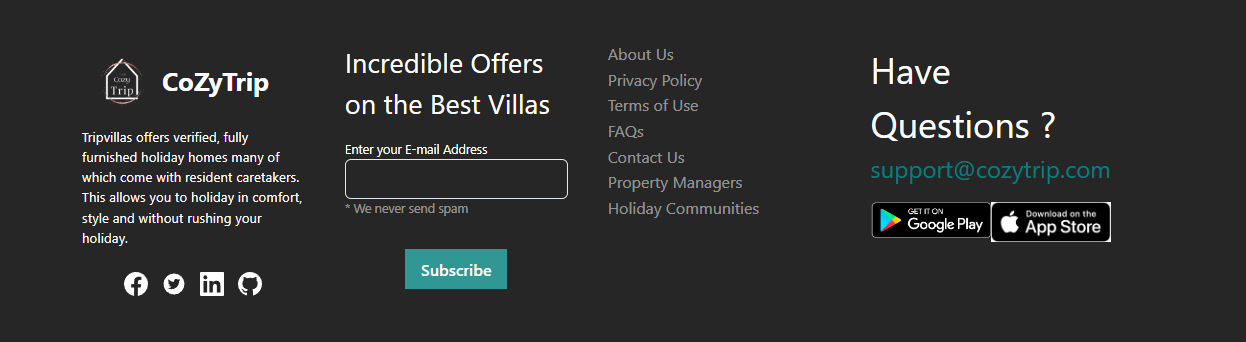 Cozy
Trip
CoZyTrip
Tripvillas offers verified, fully
furnished holiday homes many of
which come with resident caretakers.
This allows you to holiday in comfort,
style and without rushing your
holiday.
Incredible Offers
on the Best Villas
Enter your E-mail Address
* We never send spam
Subscribe
About Us
Privacy Policy
Terms of Use
FAQs
Contact Us
Property Managers
Holiday Communities
Have
Questions ?
support@cozytrip.com
GET IT ON
Google Play
Download on the
App Store